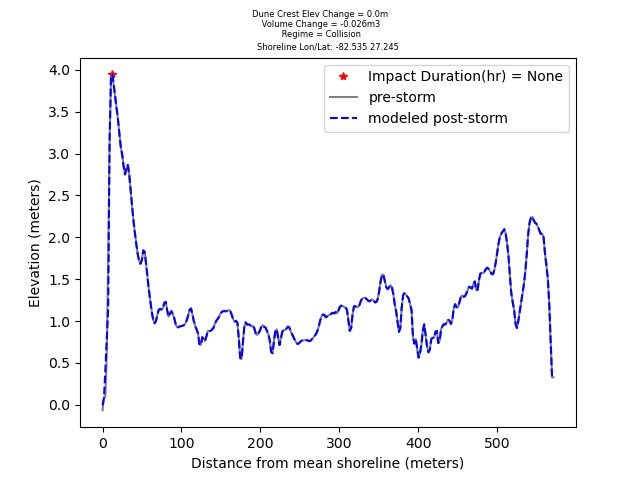 Dune Crest Elev Change = 0.0m
Volume Change = -0.026m3
Regime = Collision
Shoreline Lon/Lat: -82.535 27.245
Impact Duration(hr) = None
pre-storm
modeled post-storm
Elevation (meters)
4.0
3.5
3.0
2.5
2.0
1.5
1.0
0.5
0.0
0 100 200 300 400 500
Distance from mean shoreline (meters)